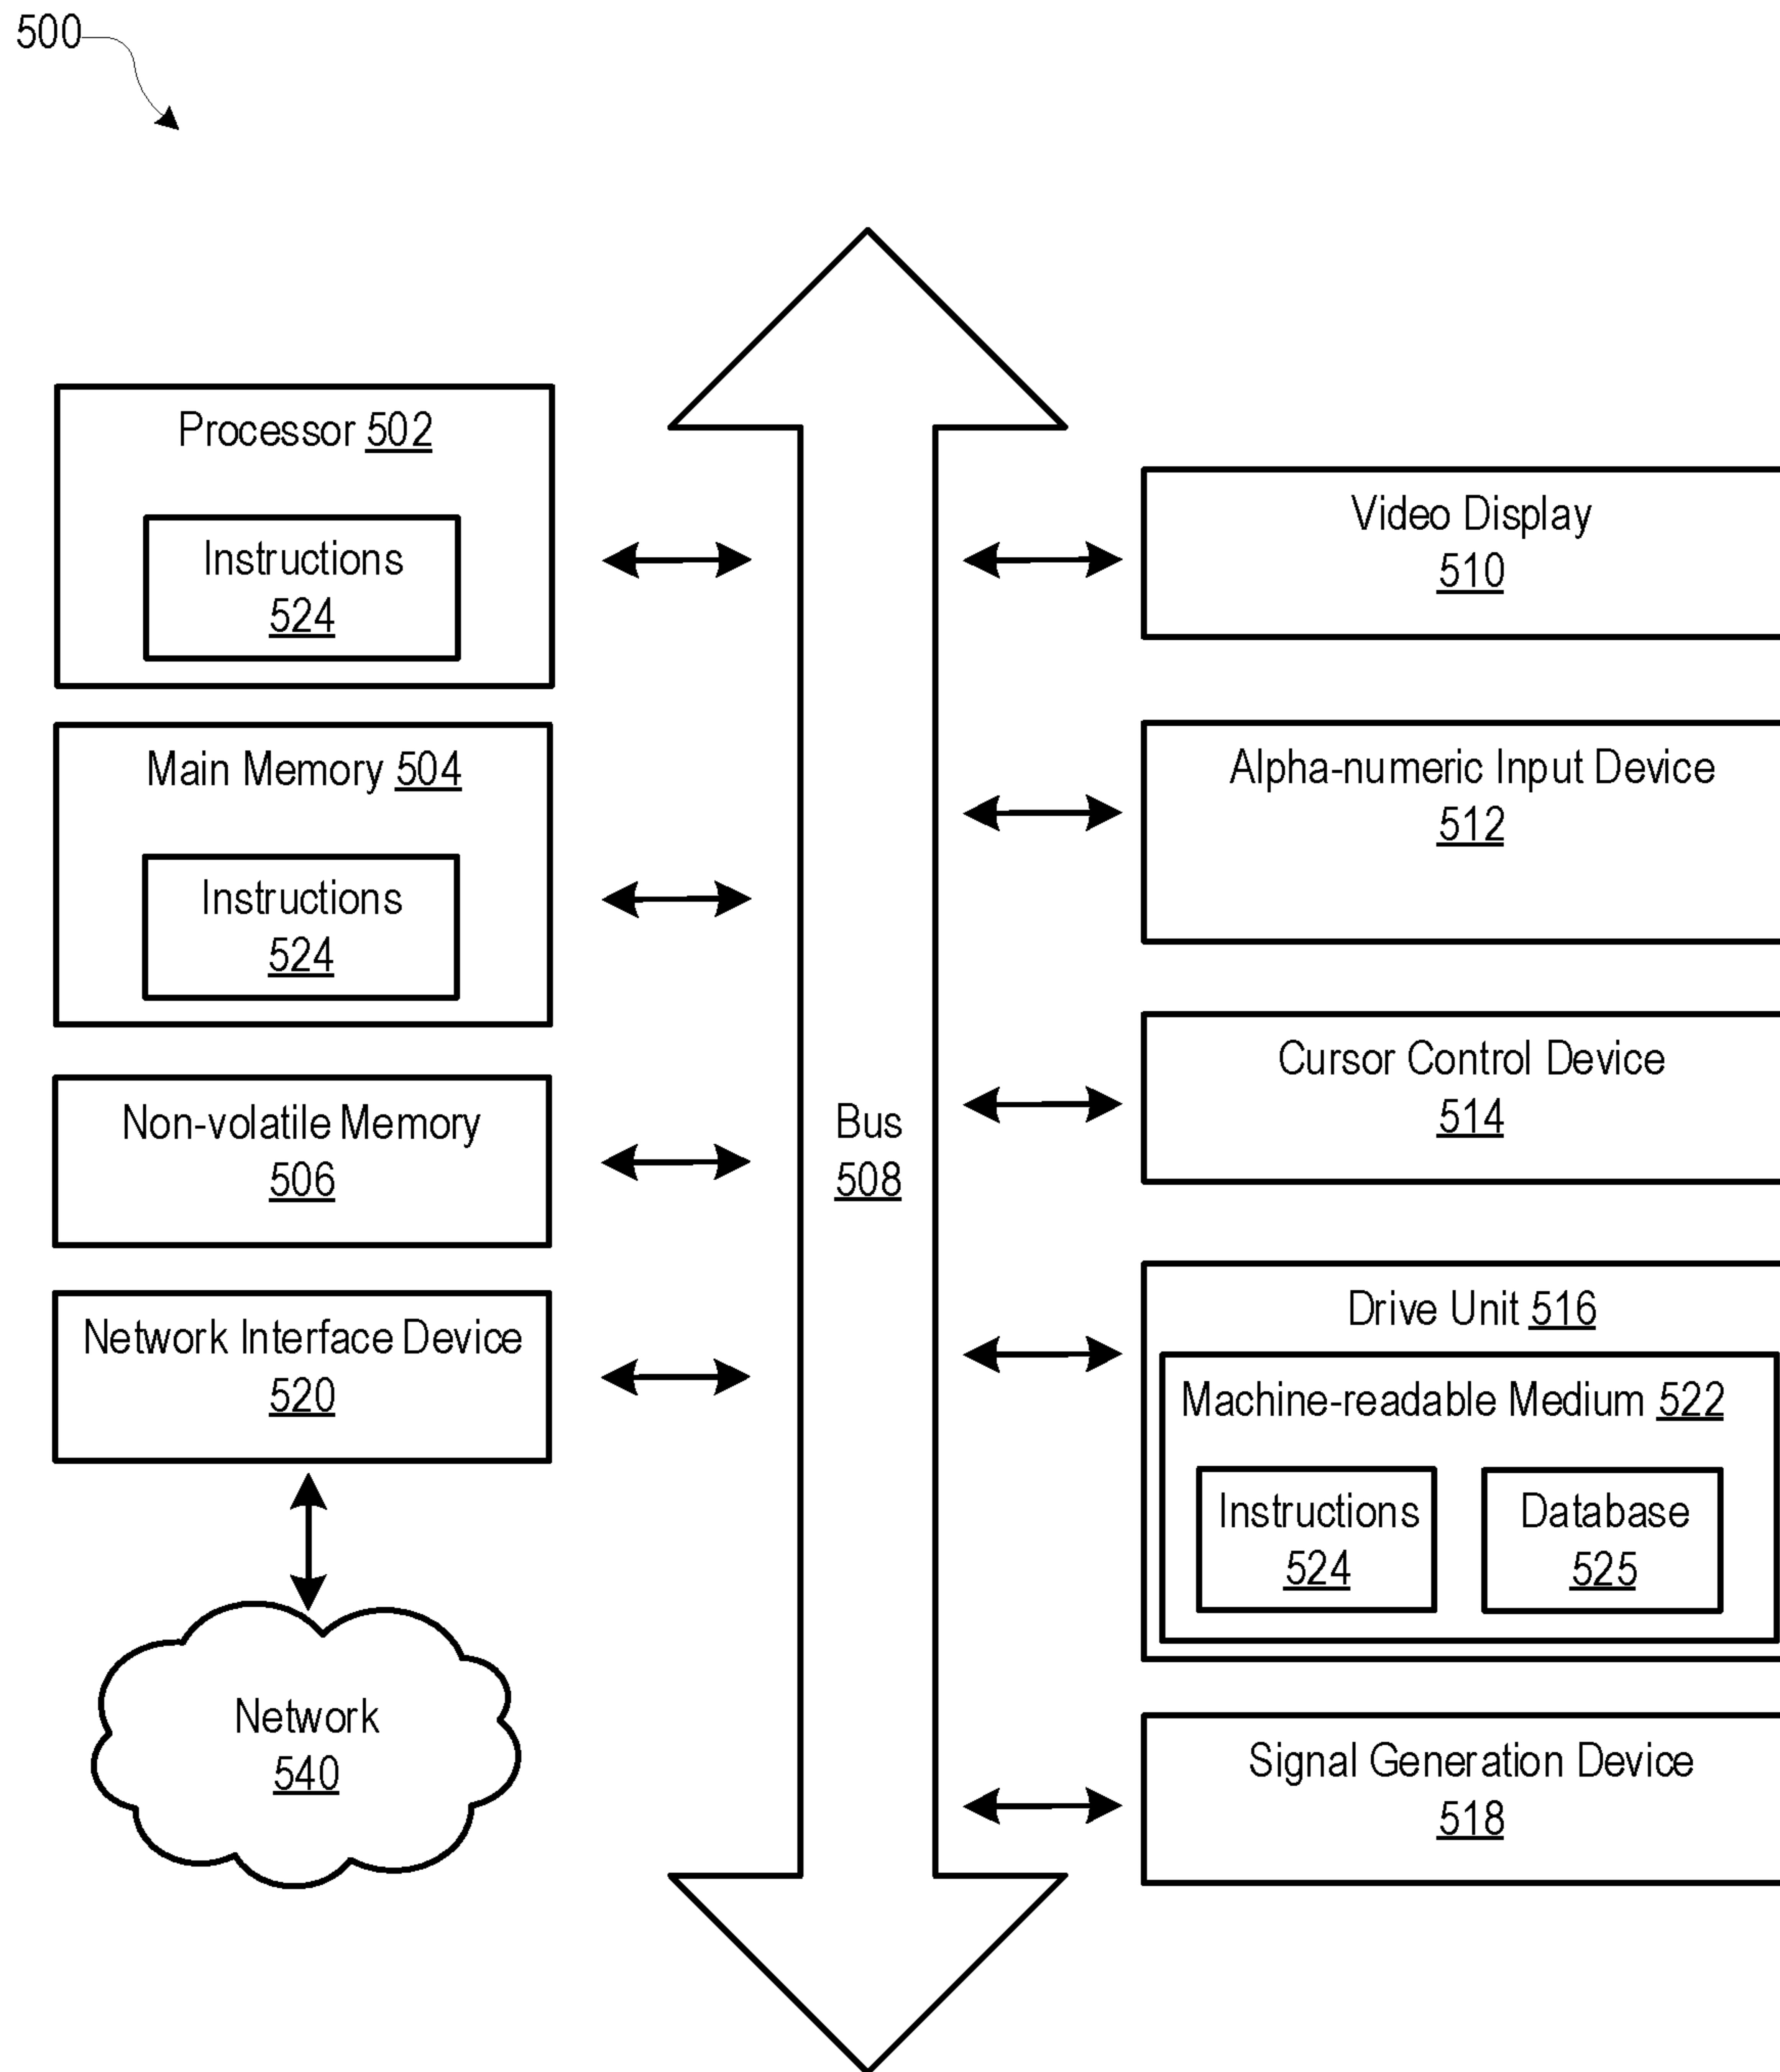 500
Processor 502
Instructions
524
Main Memory 504
Instructions
524
Non-volatile Memory
506
Network Interface Device
520
Network
540
Bus
508
Video Display
510
Alpha-numeric Input Device
512
Cursor Control Device
514
Drive Unit 516
Machine-readable Medium 522
Instructions
524
Database
525
Signal Generation Device
518